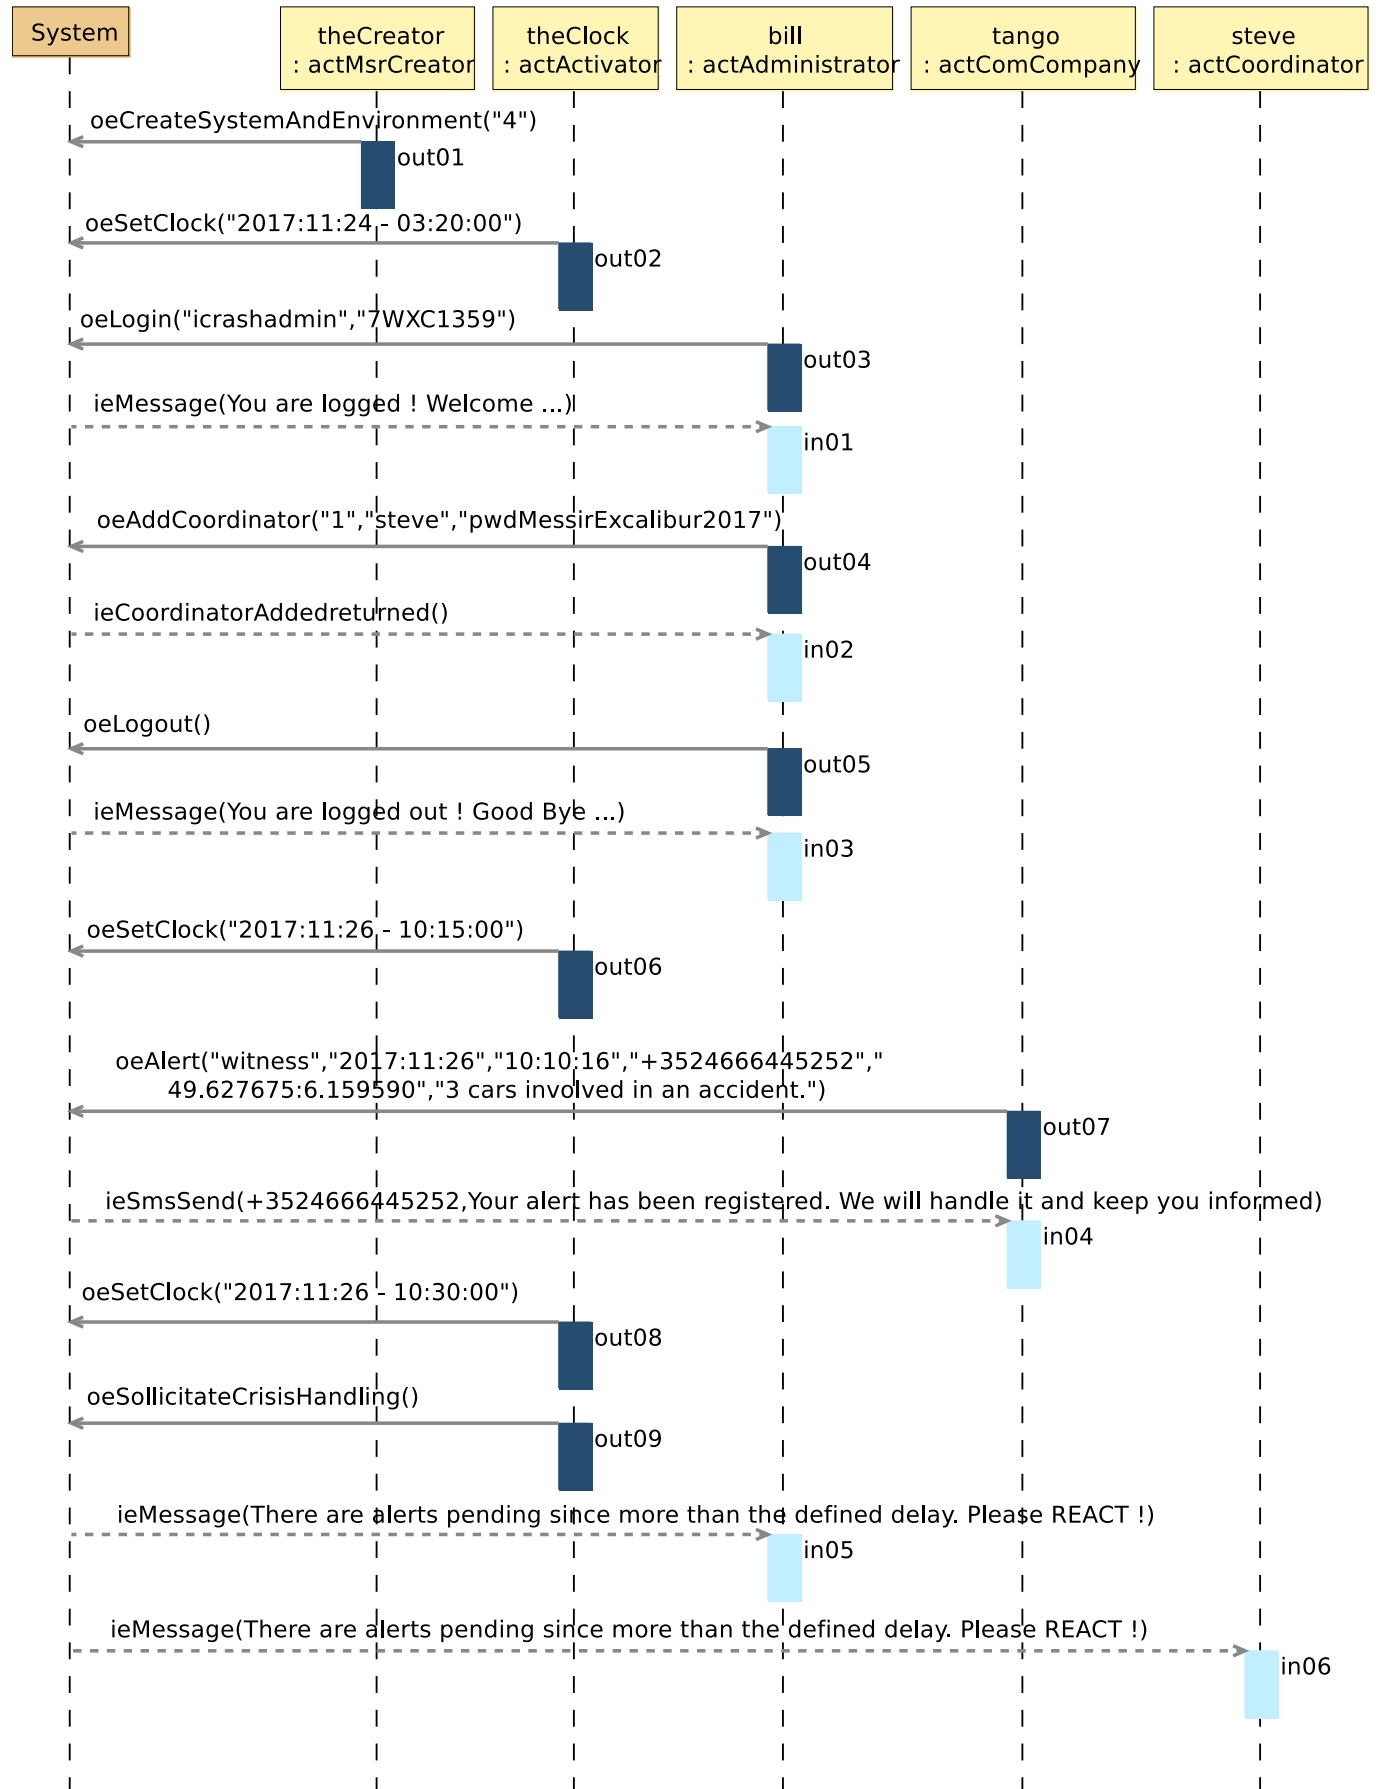 System
theCreator
: actMsrCreator
theClock
: actActivator
bill
: actAdministrator
tango
: actComCompany
steve
: actCoordinator
oeCreateSystemAndEnvironment("4")
out01
oeSetClock("2017:11:24 - 03:20:00")
out02
oeLogin("icrashadmin","7WXC1359")
out03
ieMessage(You are logged ! Welcome ...)
in01
oeAddCoordinator("1","steve","pwdMessirExcalibur2017")
out04
ieCoordinatorAddedreturned()
in02
oeLogout()
out05
ieMessage(You are logged out ! Good Bye ...)
in03
oeSetClock("2017:11:26 - 10:15:00")
out06
oeAlert("witness","2017:11:26","10:10:16","+3524666445252","
49.627675:6.159590","3 cars involved in an accident.")
out07
ieSmsSend(+3524666445252,Your alert has been registered. We will handle it and keep you informed)
in04
oeSetClock("2017:11:26 - 10:30:00")
out08
oeSollicitateCrisisHandling()
out09
ieMessage(There are alerts pending since more than the defined delay. Please REACT !)
in05
ieMessage(There are alerts pending since more than the defined delay. Please REACT !)
in06